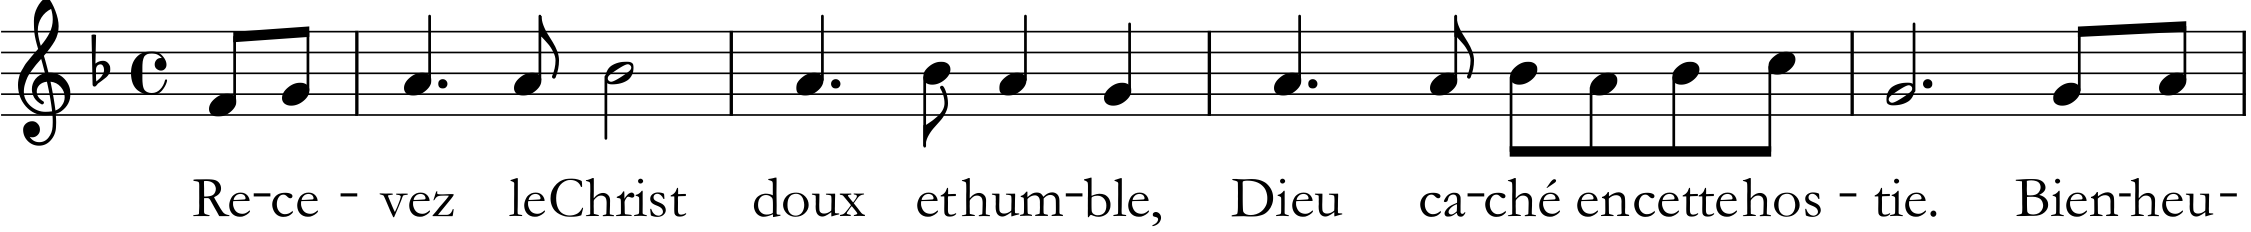 Re-ce - vez le Christ doux et hum-ble, Dieu ca-ché en cette hos - tie. Bien-heu-